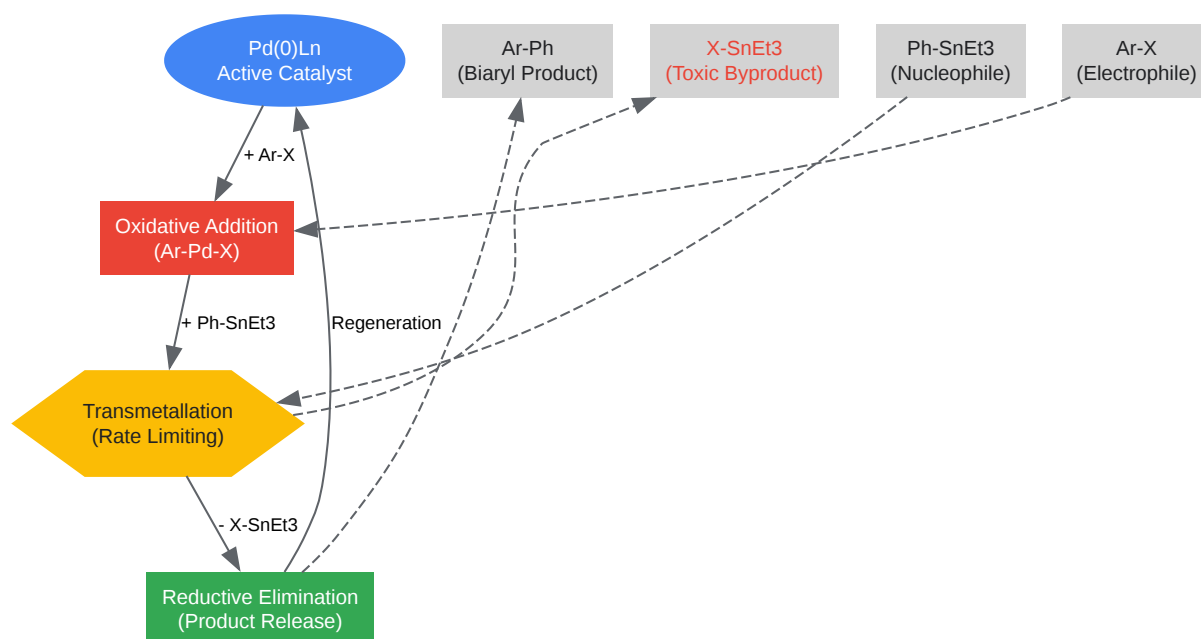 Pd(0)Ln
Active Catalyst
Ar-Ph
(Biaryl Product)
X-SnEt3
(Toxic Byproduct)
Ph-SnEt3
(Nucleophile)
Ar-X
(Electrophile)
+ Ar-X
Oxidative Addition
(Ar-Pd-X)
+ Ph-SnEt3
Regeneration
Transmetallation
(Rate Limiting)
- X-SnEt3
Reductive Elimination
(Product Release)